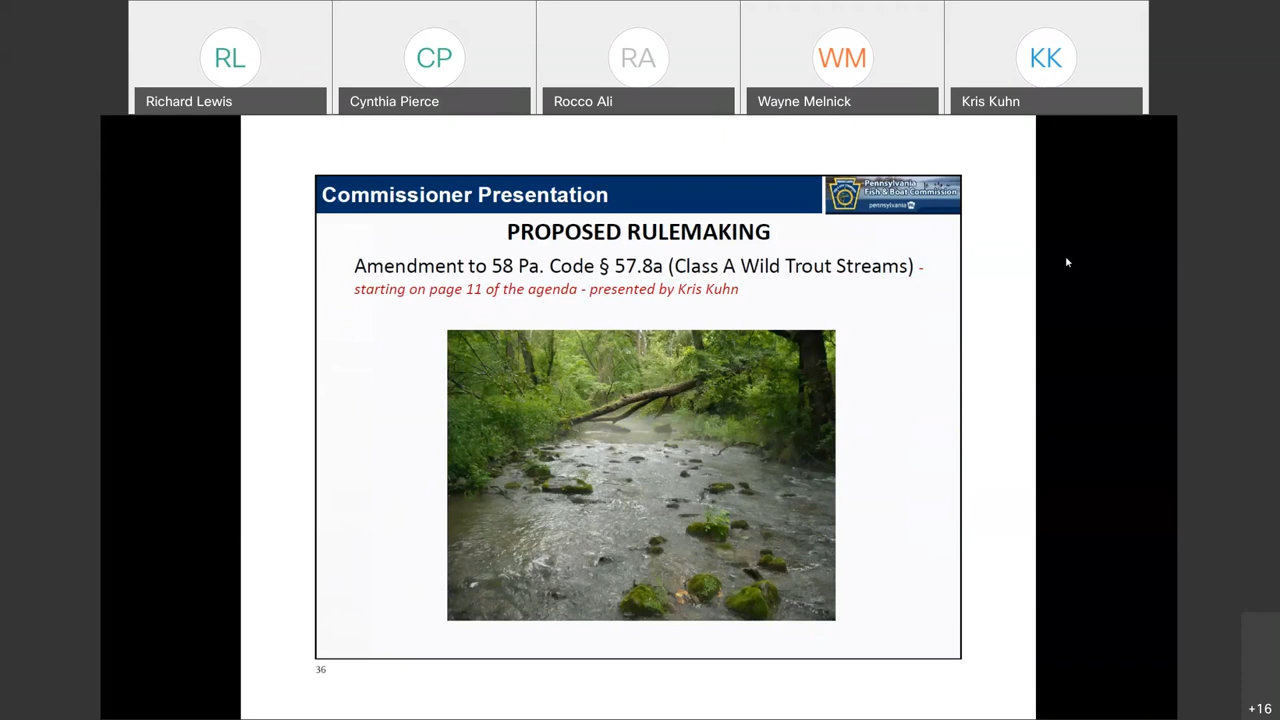 RL
CP
RA
WM
KK
Richard Lewis
Cynthia Pierce
Rocco Ali
Wayne Melnick
Kris Kuhn
Commissioner Presentation
Pennsylvania
Fish & Boat Commission
pennsylvania
PROPOSED RULEMAKING
Amendment to 58 Pa. Code § 57.8a (Class A Wild Trout Streams) -
starting on page 11 of the agenda - presented by Kris Kuhn
36
+16